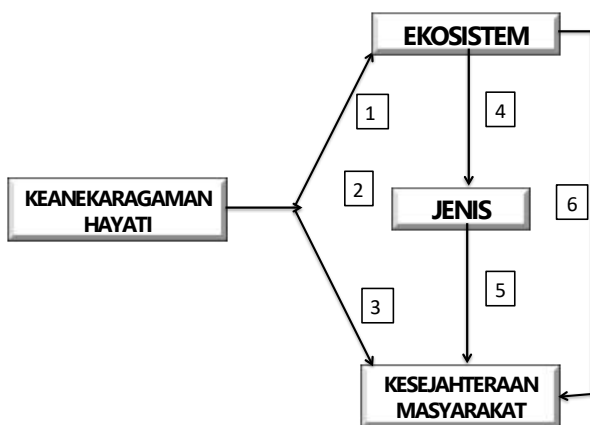 EKOSISTEM
1
4
KEANEKARAGAMAN
HAYATI
2
JENIS
6
3
5
KESEJAHTERAAN
MASYARAKAT